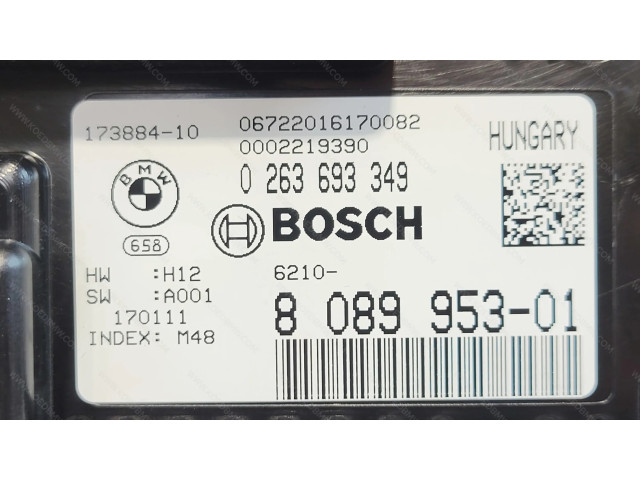 173884-10
06722016170082
0002219390
0 263 693 349
HUNGARY
BMW
658
BOSCH
HW :H12
SW :A001
170111
INDEX: M48
6210-
8 089 953-01